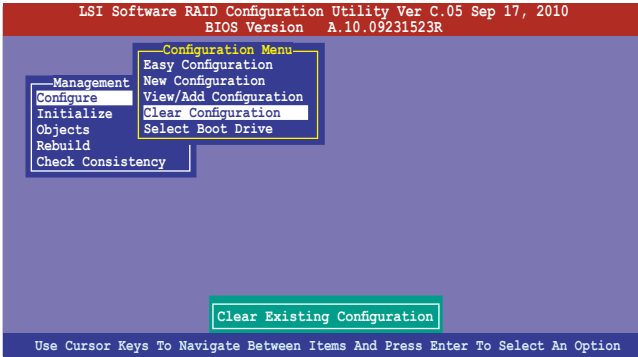 LSI Software RAID Configuration Utility Ver C.05 Sep 17, 2010
BIOS Version A.10.09231523R
Configuration Menu
Easy Configuration
New Configuration
View/Add Configuration
Clear Configuration
Select Boot Drive
Management
Configure
Initialize
Objects
Rebuild
Check Consistency
Clear Existing Configuration
Use Cursor Keys To Navigate Between Items And Press Enter To Select An Option